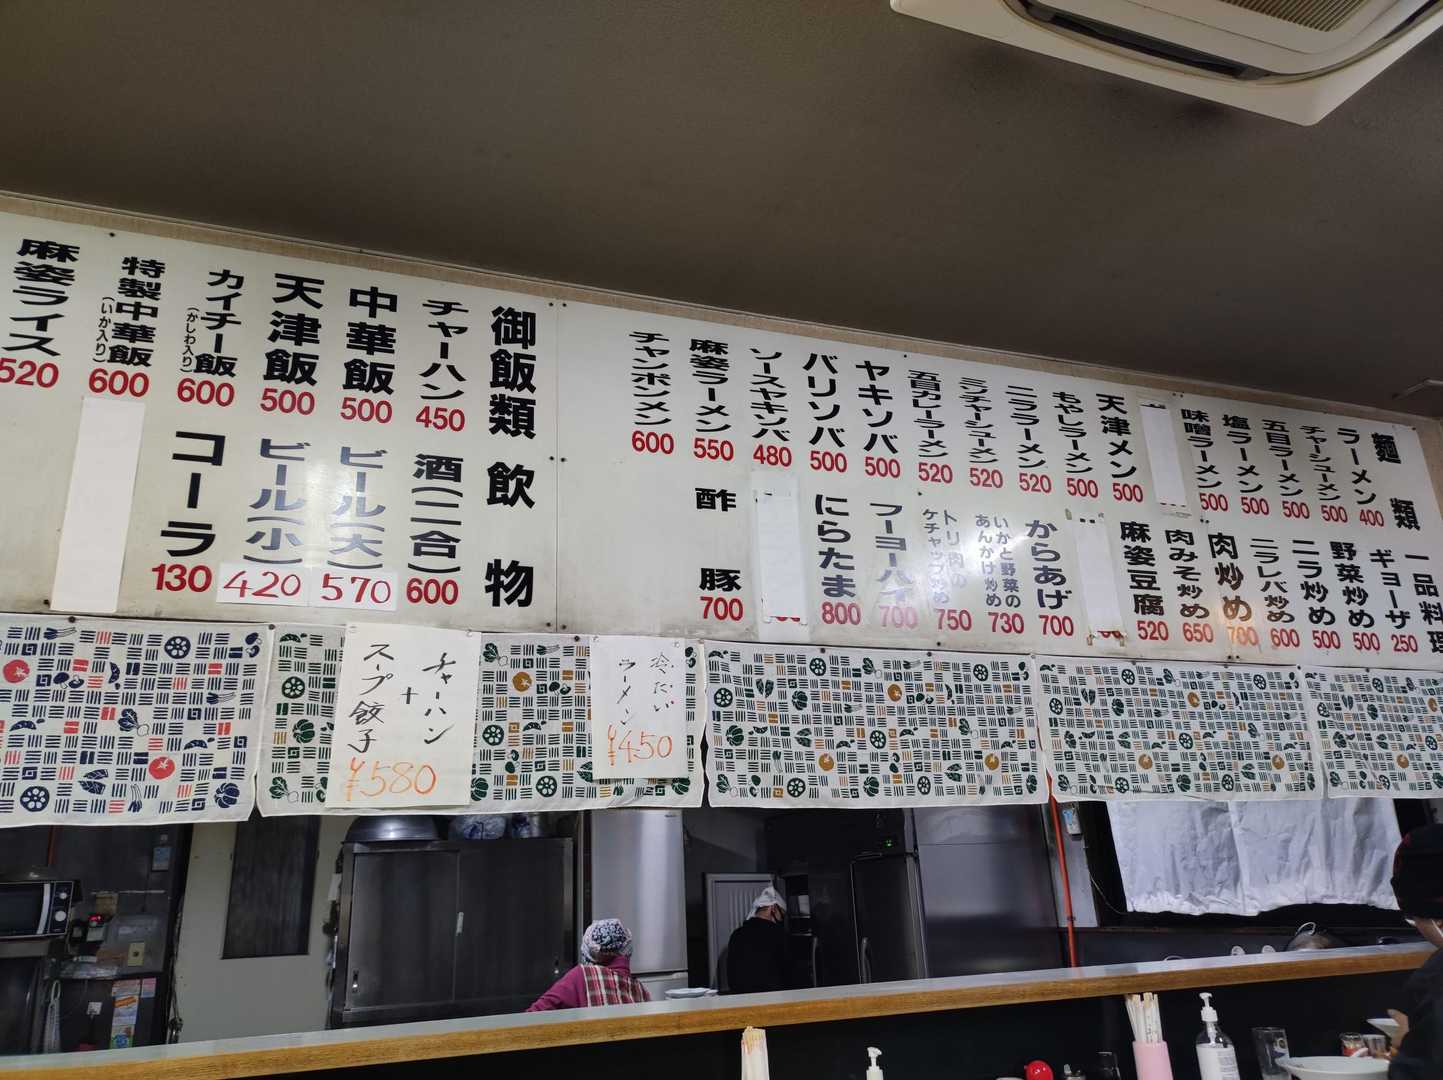 麺類
ラーメン 400
チャーシューメン 500
五目ラーメン 500
塩ラーメン 500
味噌ラーメン 500
天津メン 500
もやしラーメン 500
ニララーメン 520
ミッチャーシューメン 520
五目カレーラーメン 520
ヤキソバ 500
バリソバ 500
ソースヤキソバ 480
麻婆ラーメン 550
チャンポンメン 600
一品料理
ギョーザ 250
野菜炒め 500
ニラ炒め 500
ニラレバ炒め 600
肉炒め 700
肉みそ炒め 650
麻婆豆腐 520
からあげ 700
いかと野菜の
あんかけ炒め 730
トリ肉の
ケチャップ炒め 750
フーヨーハイ 700
にらたま 800
酢豚 700
御飯類
チャーハン 450
中華飯 500
天津飯 500
カイチー飯
(かしわ入り) 600
特製中華飯
(いか入り) 600
麻婆ライス 520
飲物
酒(二合) 600
ビール(大) 570
ビール(小) 420
コーラ 130
チャーハン
+
スープ餃子
¥580
ラーメン
¥450